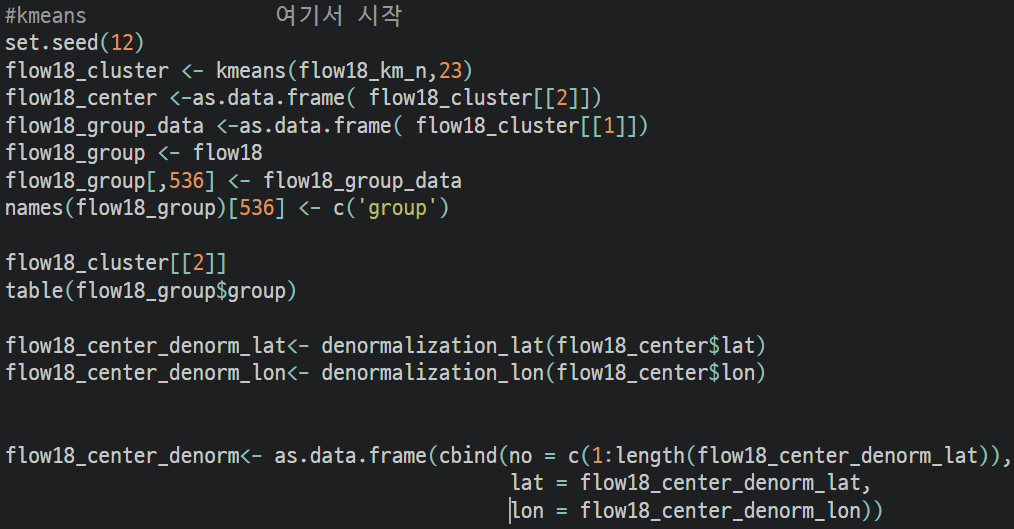 #kmeans 여기서 시작
set.seed(12)
flow18_cluster <- kmeans(flow18_km_n,23)
flow18_center <-as.data.frame( flow18_cluster[[2]])
flow18_group_data <-as.data.frame( flow18_cluster[[1]])
flow18_group <- flow18
flow18_group[,536] <- flow18_group_data
names(flow18_group)[536] <- c('group')
flow18_cluster[[2]]
table(flow18_group$group)
flow18_center_denorm_lat<- denormalization_lat(flow18_center$lat)
flow18_center_denorm_lon<- denormalization_lon(flow18_center$lon)
flow18_center_denorm<- as.data.frame(cbind(no = c(1:length(flow18_center_denorm_lat)),
lat = flow18_center_denorm_lat,
lon = flow18_center_denorm_lon))